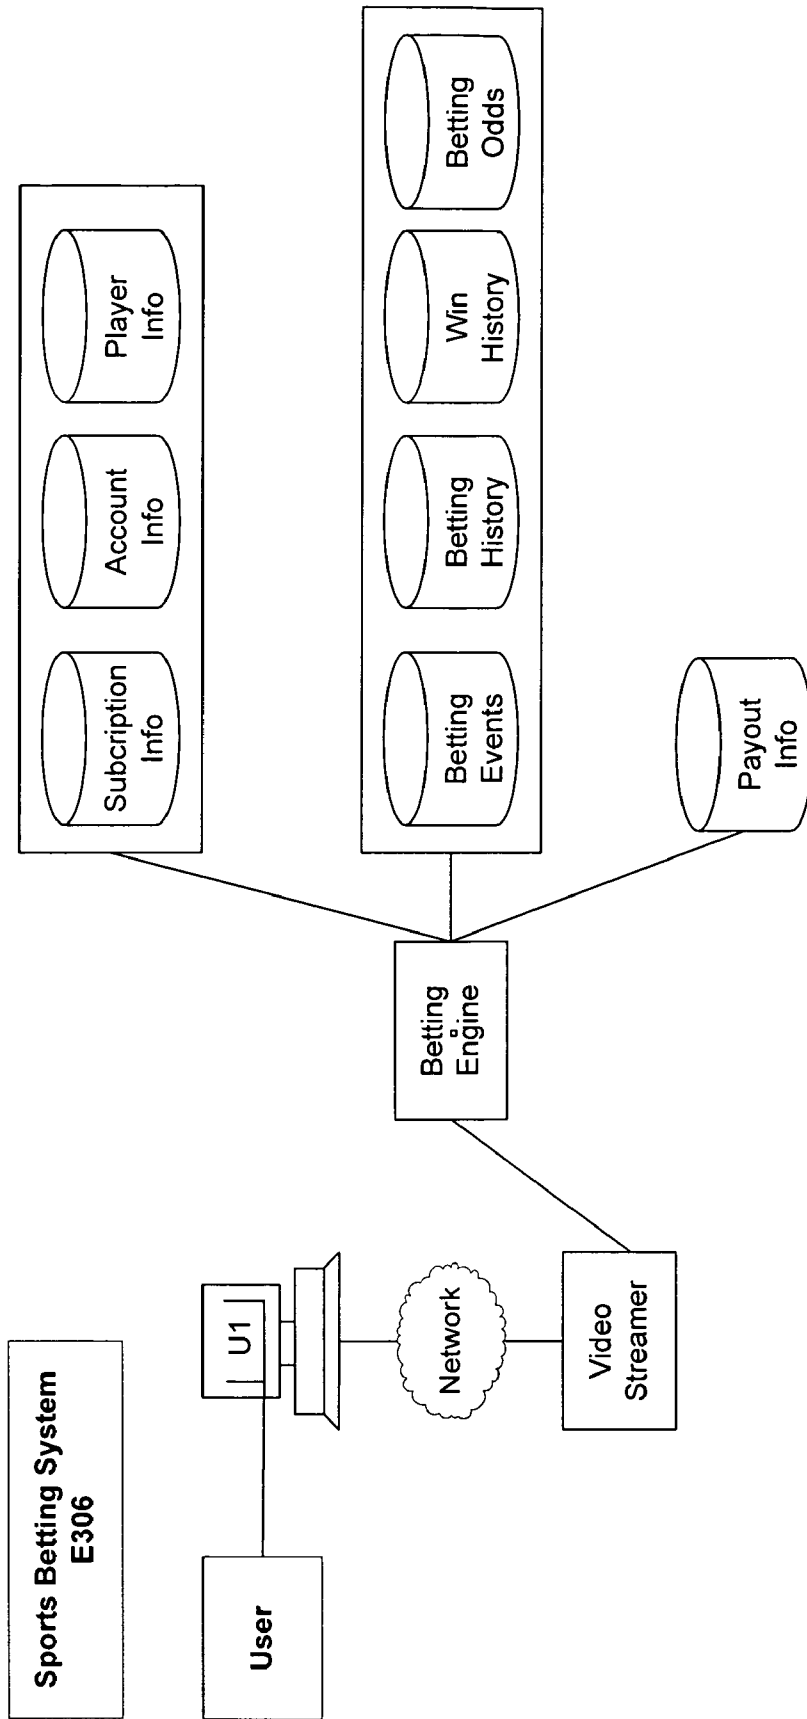 Sports Betting System
E306
User
U1
Network
Video
Streamer
Betting
Engine
Subcription
Info
Account
Info
Player
Info
Betting
Events
Betting
History
Win
History
Betting
Odds
Payout
Info